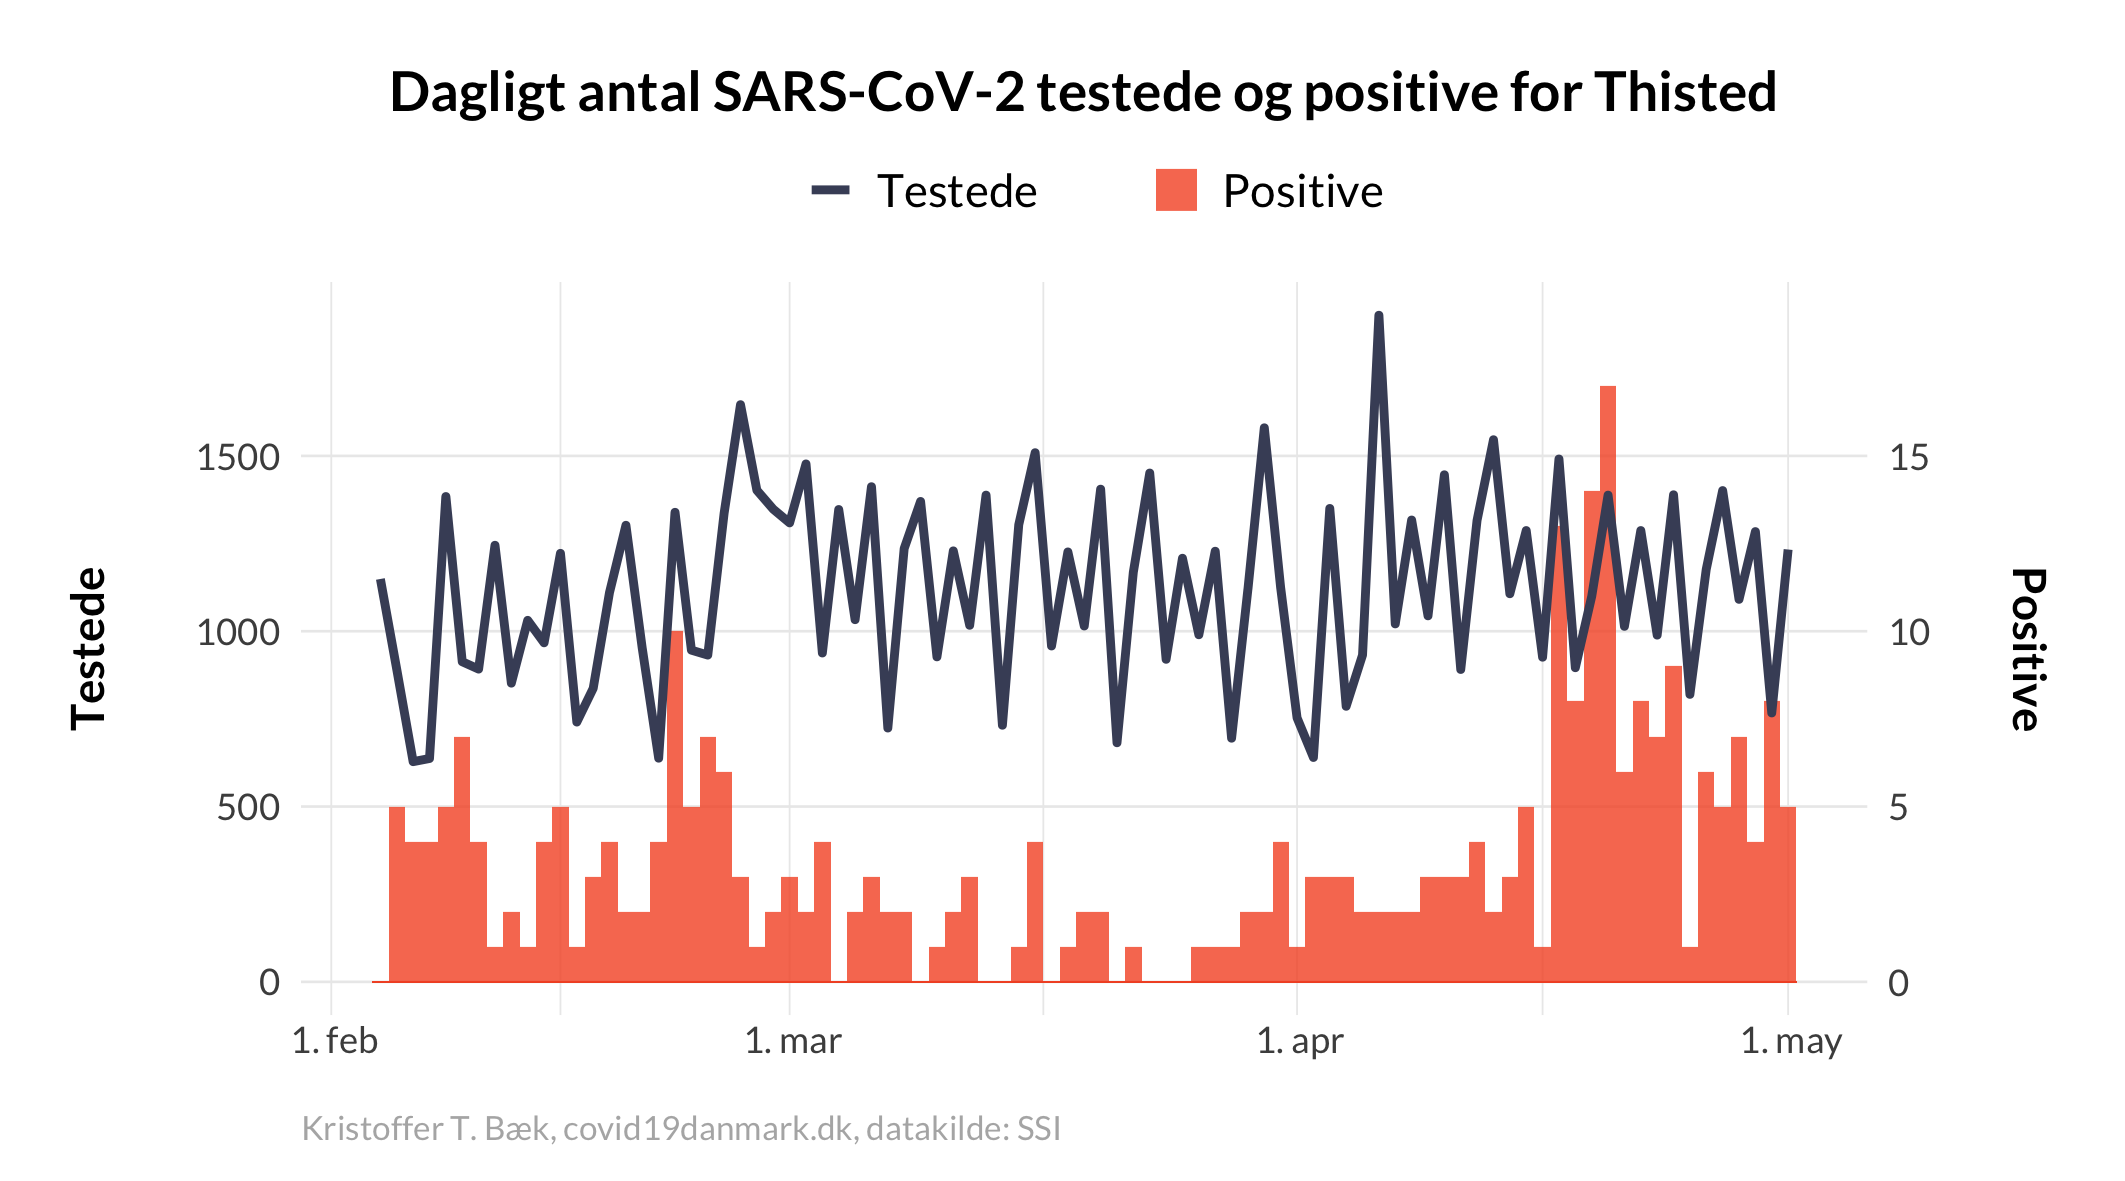 Dagligt antal SARS-CoV-2 testede og positive for Thisted
Testede
Positive
Testede
1500
1000
500
0
15
10
5
0
Positive
1. feb
1. mar
1. apr
1. may
Kristoffer T. Bæk, covid19danmark.dk, datakilde: SSI